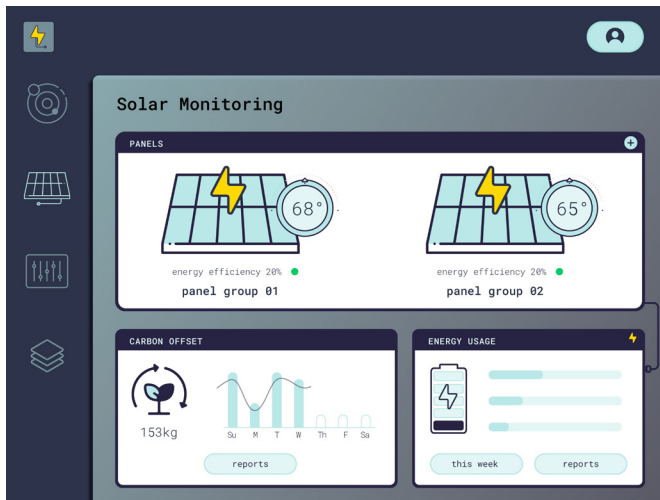 Solar Monitoring
PANELS
68°
65°
energy efficiency 20%
energy efficiency 20%
panel group 01
panel group 02
CARBON OFFSET
153kg
Su M T W Th F Sa
reports
ENERGY USAGE
this week
reports